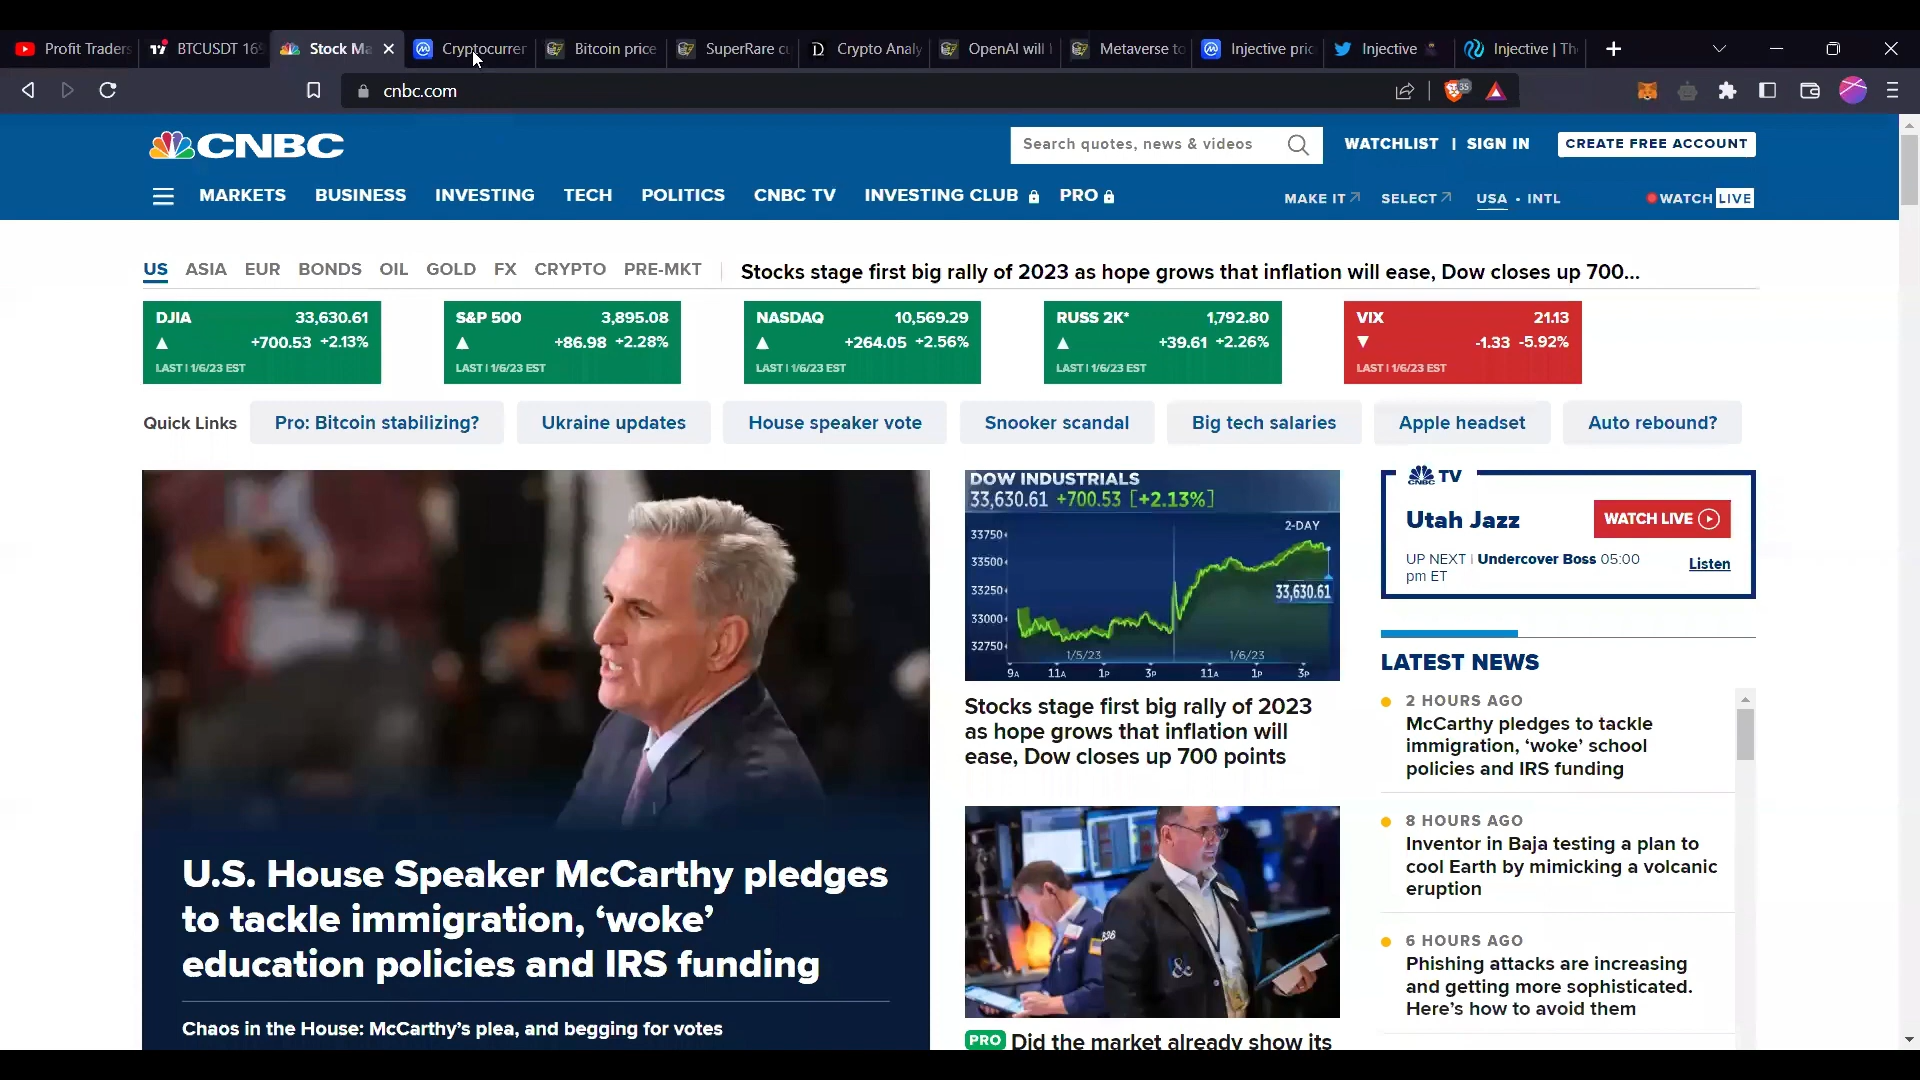 Profit Traders
BTCUSDT 169
Stock Ma
Cryptocurren
Bitcoin price
SuperRare cu
Crypto Analy
OpenAI will
Metaverse to
Injective pric
Injective
Injective | Th
cnbc.com
35
CNBC
Search quotes, news & videos
WATCHLIST | SIGN IN
CREATE FREE ACCOUNT
MARKETS BUSINESS INVESTING TECH POLITICS CNBC TV INVESTING CLUB PRO
MAKE IT SELECT USA • INTL
WATCH LIVE
US ASIA EUR BONDS OIL GOLD FX CRYPTO PRE-MKT
Stocks stage first big rally of 2023 as hope grows that inflation will ease, Dow closes up 700...
DJIA 33,630.61
▲ +700.53 +2.13%
LAST | 1/6/23 EST
S&P 500 3,895.08
▲ +86.98 +2.28%
LAST | 1/6/23 EST
NASDAQ 10,569.29
▲ +264.05 +2.56%
LAST | 1/6/23 EST
RUSS 2K* 1,792.80
▲ +39.61 +2.26%
LAST | 1/6/23 EST
VIX 21.13
▼ -1.33 -5.92%
LAST | 1/6/23 EST
Quick Links
Pro: Bitcoin stabilizing?
Ukraine updates
House speaker vote
Snooker scandal
Big tech salaries
Apple headset
Auto rebound?
U.S. House Speaker McCarthy pledges
to tackle immigration, ‘woke’
education policies and IRS funding
Chaos in the House: McCarthy’s plea, and begging for votes
DOW INDUSTRIALS
33,630.61 +700.53 [+2.13%]
2-DAY
33750
33500
33250
33000
32750
33,630.61
1/5/23
1/6/23
9A 11A 1P 3P 11A 1P 3P
Stocks stage first big rally of 2023
as hope grows that inflation will
ease, Dow closes up 700 points
PRO Did the market already show its
CNBC TV
Utah Jazz
WATCH LIVE
UP NEXT | Undercover Boss 05:00
pm ET
Listen
LATEST NEWS
2 HOURS AGO
McCarthy pledges to tackle
immigration, ‘woke’ school
policies and IRS funding
8 HOURS AGO
Inventor in Baja testing a plan to
cool Earth by mimicking a volcanic
eruption
6 HOURS AGO
Phishing attacks are increasing
and getting more sophisticated.
Here’s how to avoid them